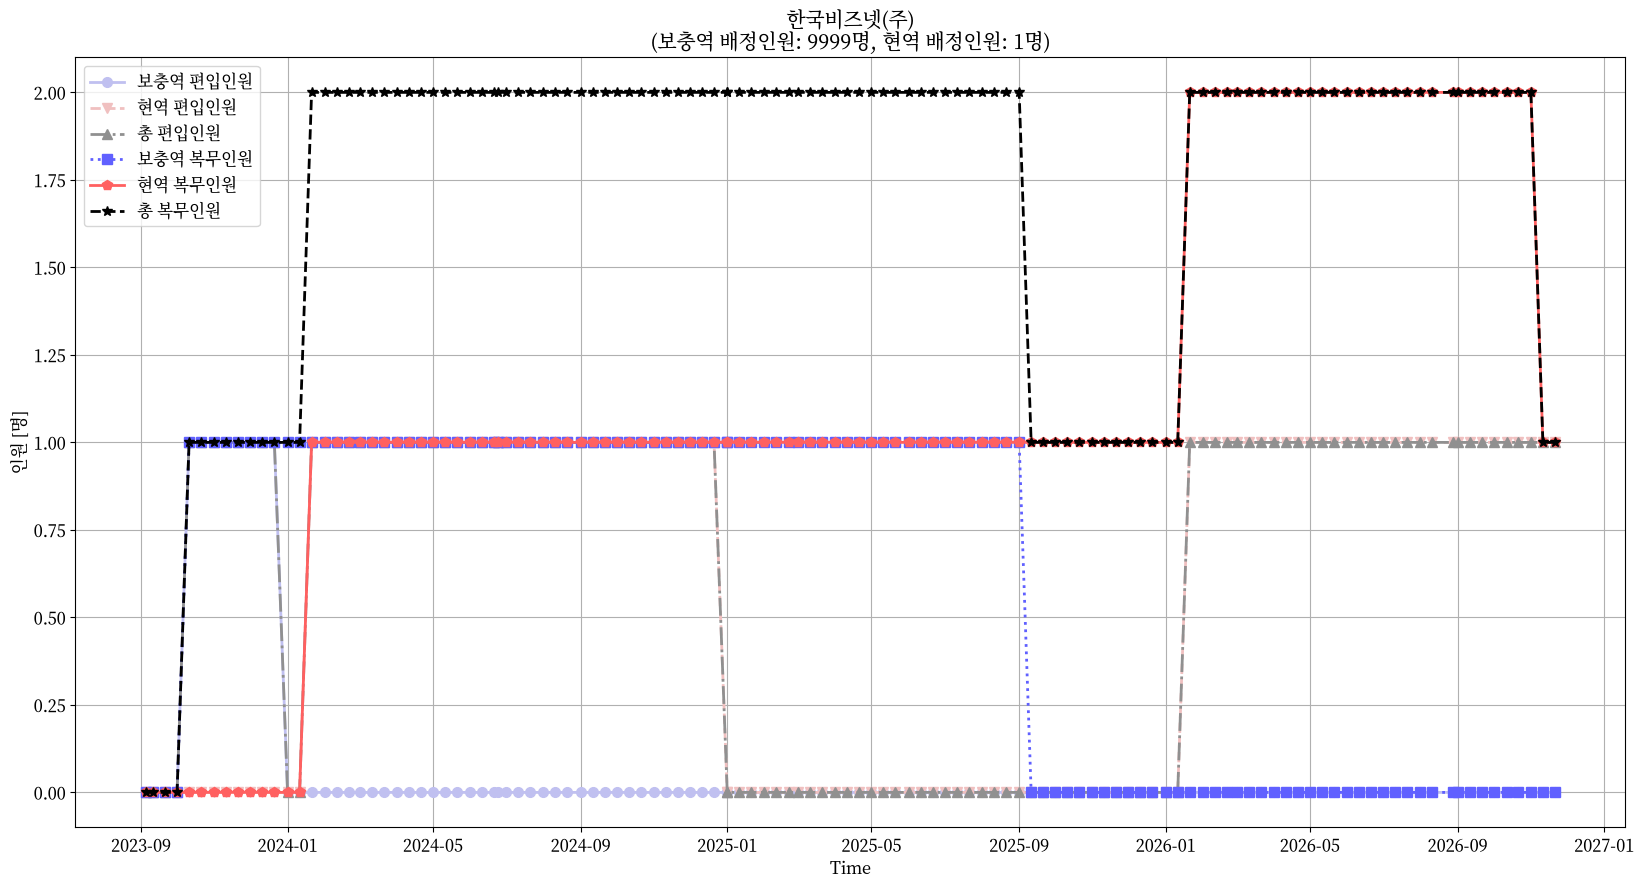 한국비즈넷(주)
(보충역 배정인원: 9999명, 현역 배정인원: 1명)
보충역 편입인원
현역 편입인원
총 편입인원
보충역 복무인원
현역 복무인원
총 복무인원
인원 [명]
2.00
1.75
1.50
1.25
1.00
0.75
0.50
0.25
0.00
2023-09 2024-01 2024-05 2024-09 2025-01 2025-05 2025-09 2026-01 2026-05 2026-09 2027-01
Time